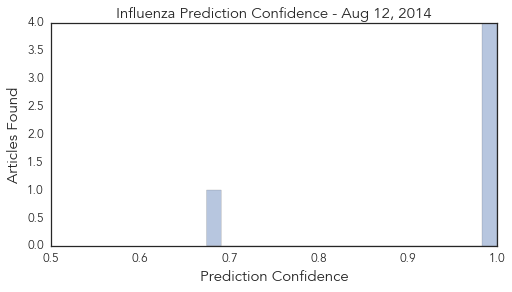 Influenza Prediction Confidence - Aug 12, 2014
4.0
3.5
3.0
2.5
2.0
1.5
1.0
0.5
0.0
Articles Found
0.5 0.6 0.7 0.8 0.9 1.0
Prediction Confidence